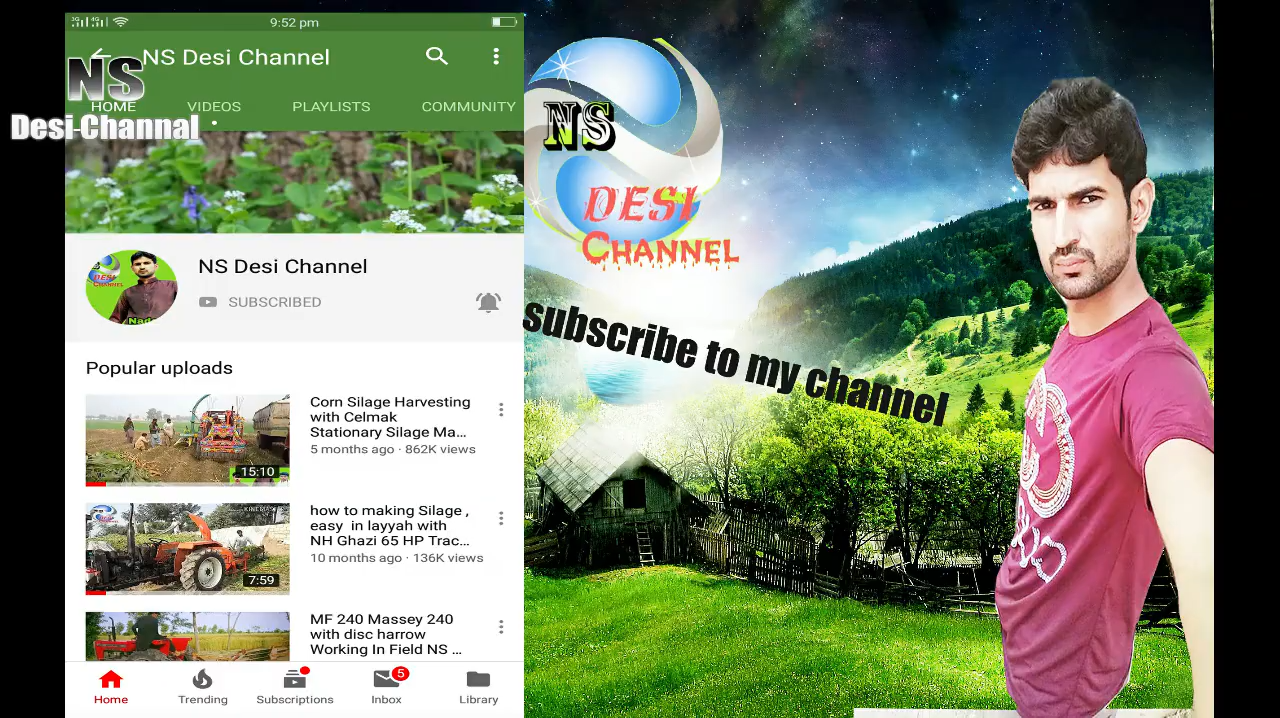 9:52 pm
NS Desi Channel
NS
Desi Channal
HOME
VIDEOS
PLAYLISTS
COMMUNITY
NS Desi Channel
SUBSCRIBED
Popular uploads
Corn Silage Harvesting
with Celmak
Stationary Silage Ma...
5 months ago · 862K views
15:10
how to making Silage ,
easy in layyah with
NH Ghazi 65 HP Trac...
10 months ago · 136K views
7:59
MF 240 Massey 240
with disc harrow
Working In Field NS ...
Home
Trending
Subscriptions
5
Inbox
Library
NS
DESI
CHANNEL
subscribe to my channel